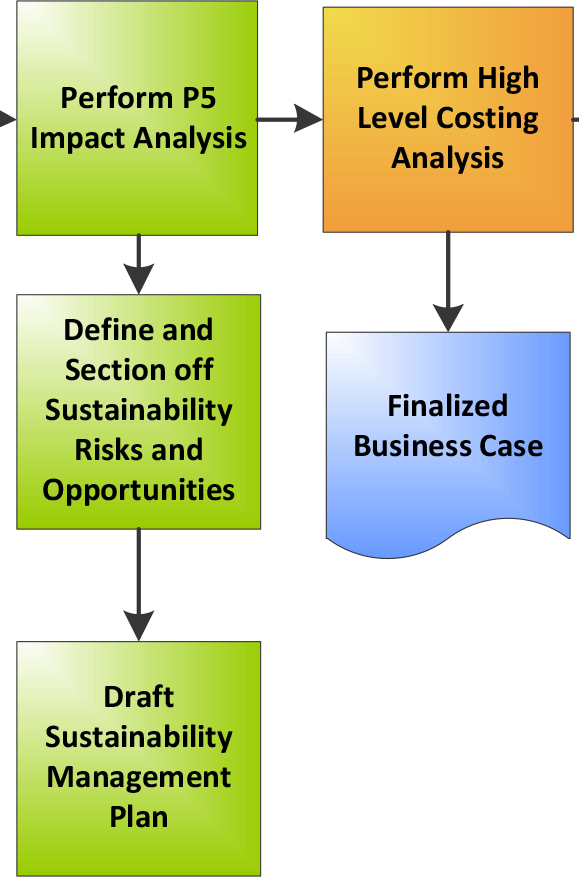 Perform P5
Impact Analysis
Perform High
Level Costing
Analysis
Define and
Section off
Sustainability
Risks and
Opportunities
Finalized
Business Case
Draft
Sustainability
Management
Plan